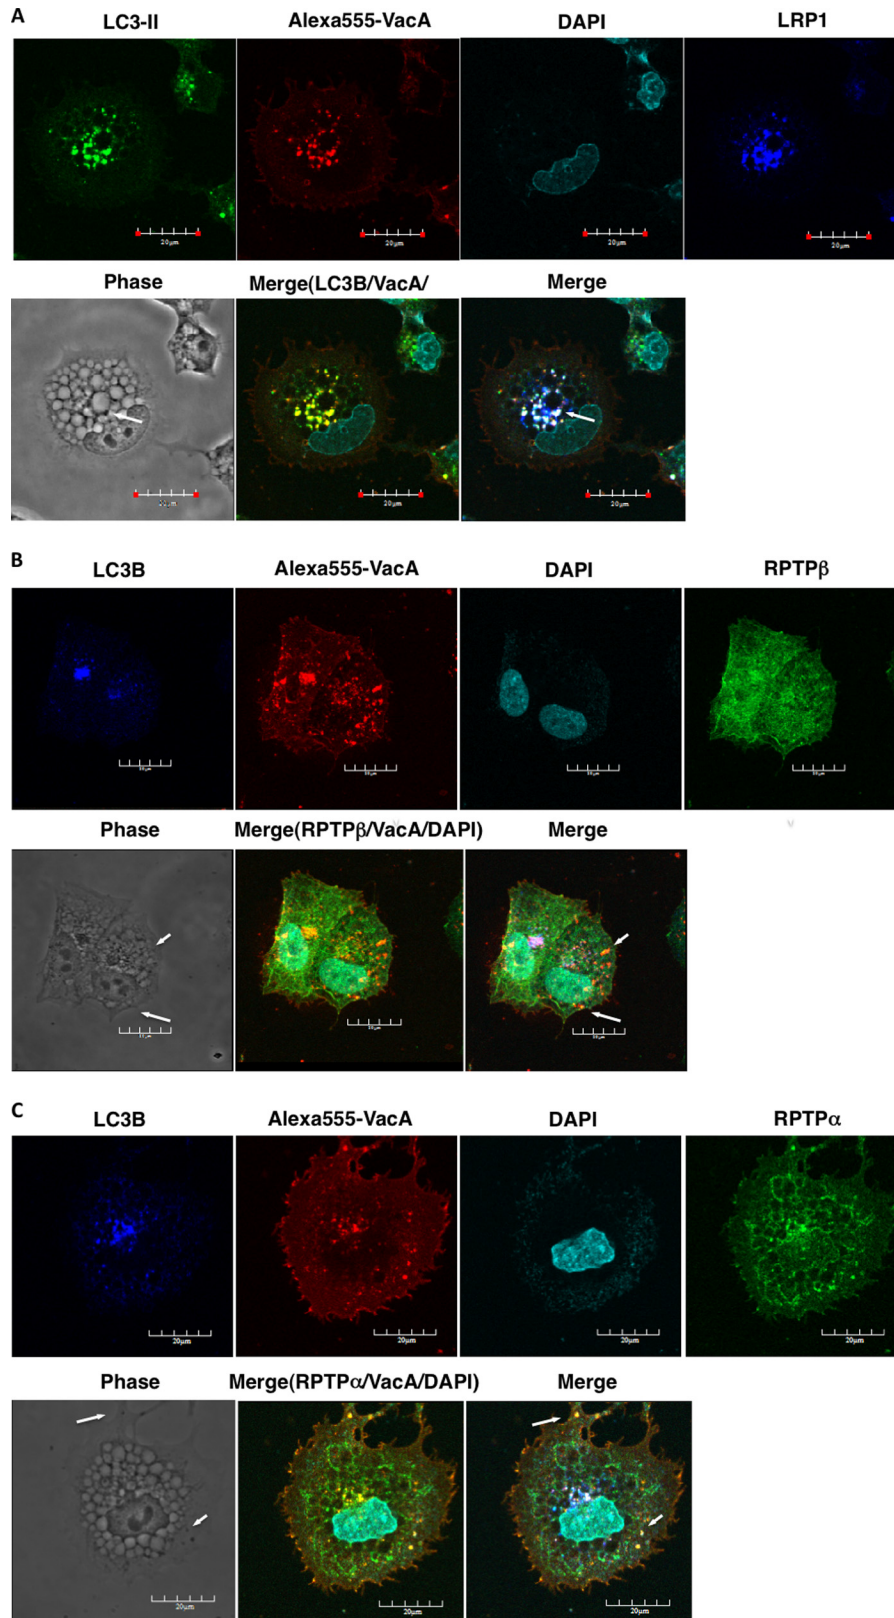 A
LC3-II Alexa555-VacA DAPI LRP1
20µm 20µm 20µm 20µm
Phase Merge(LC3B/VacA/ Merge
20µm 20µm
B
LC3B Alexa555-VacA DAPI RPTPβ
Phase Merge(RPTPβ/VacA/DAPI) Merge
C
LC3B Alexa555-VacA DAPI RPTPα
20µm 20µm 20µm 20µm
Phase Merge(RPTPα/VacA/DAPI) Merge
20µm 20µm 20µm